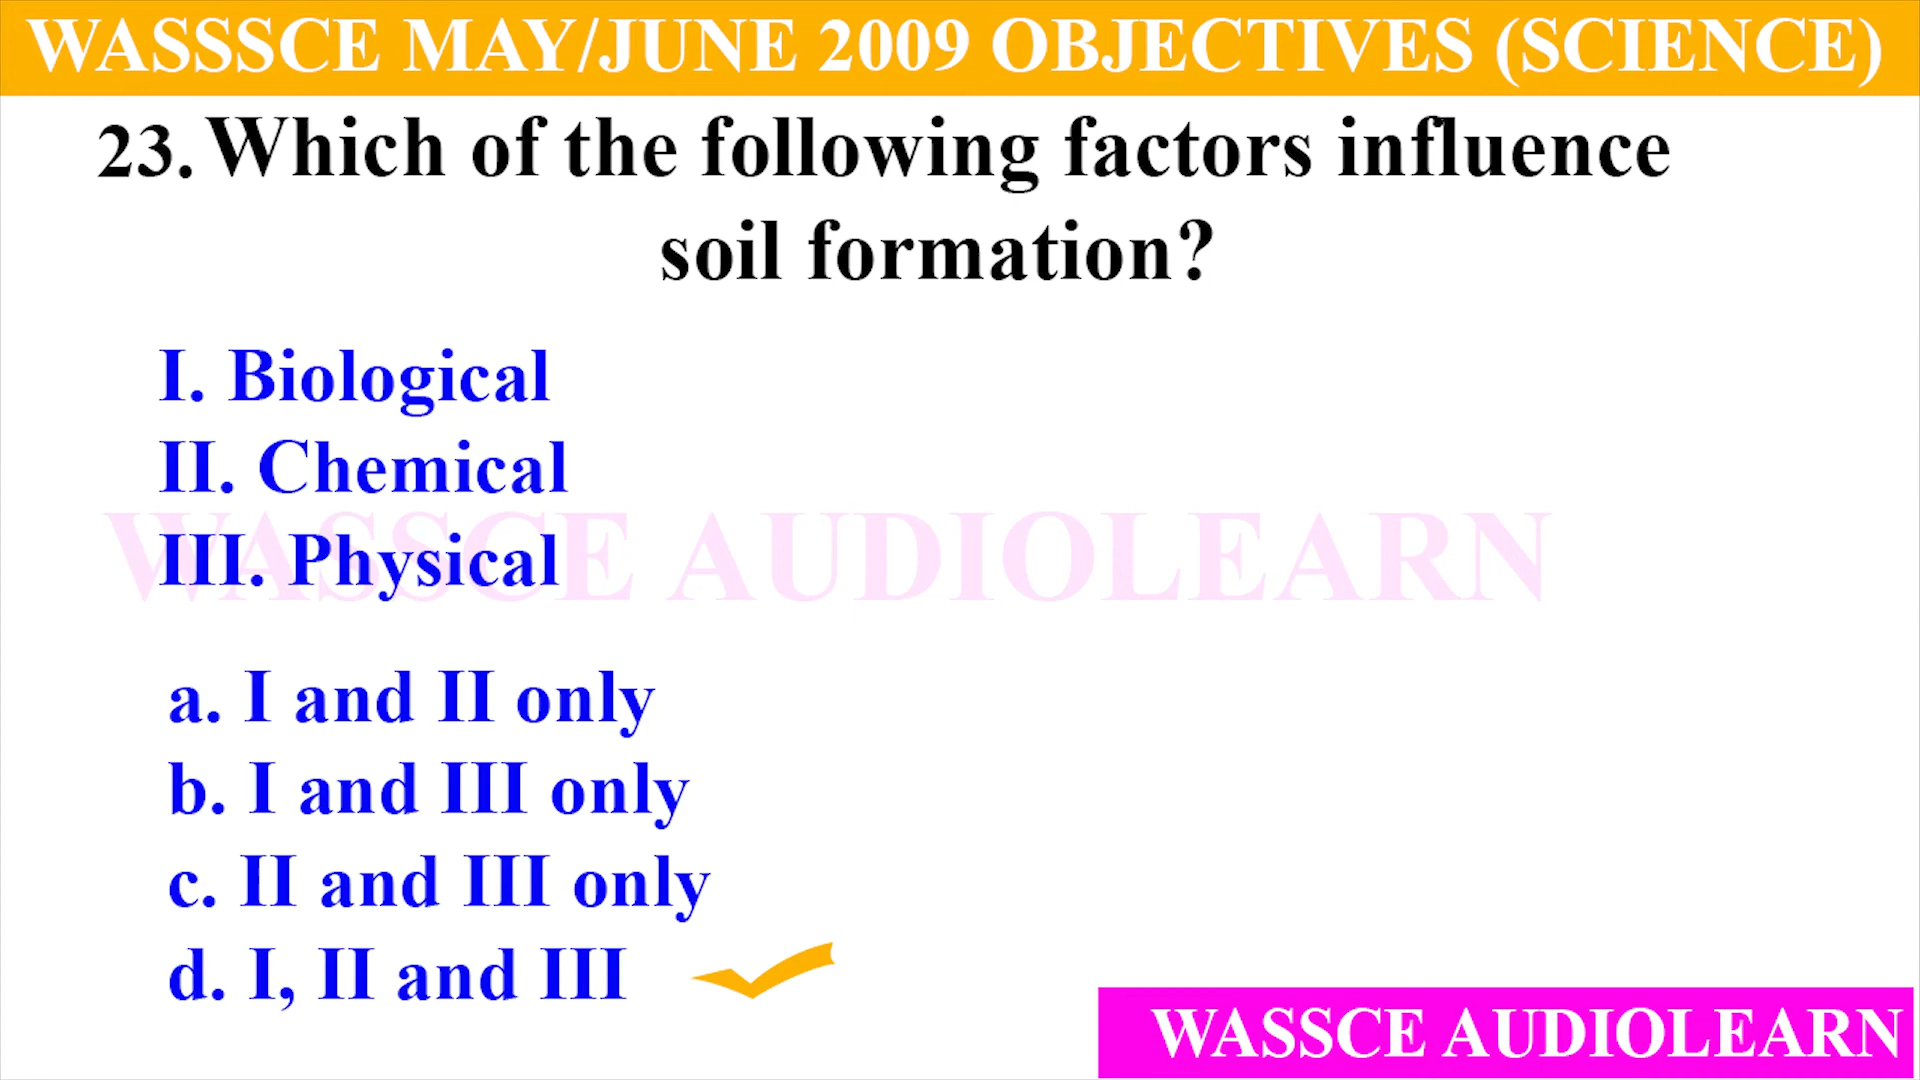 WASSSCE MAY/JUNE 2009 OBJECTIVES (SCIENCE)
23. Which of the following factors influence
soil formation?
I. Biological
II. Chemical
III. Physical
WASSCE AUDIOLEARN
a. I and II only
b. I and III only
c. II and III only
d. I, II and III
WASSCE AUDIOLEARN